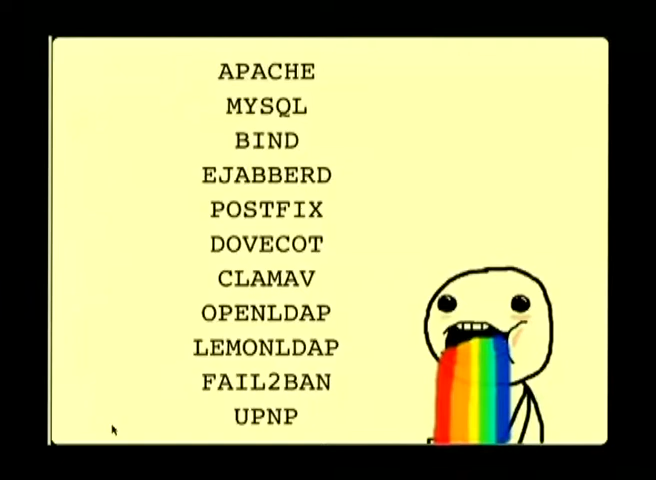 APACHE
MYSQL
BIND
EJABBERD
POSTFIX
DOVECOT
CLAMAV
OPENLDAP
LEMONLDAP
FAIL2BAN
UPNP